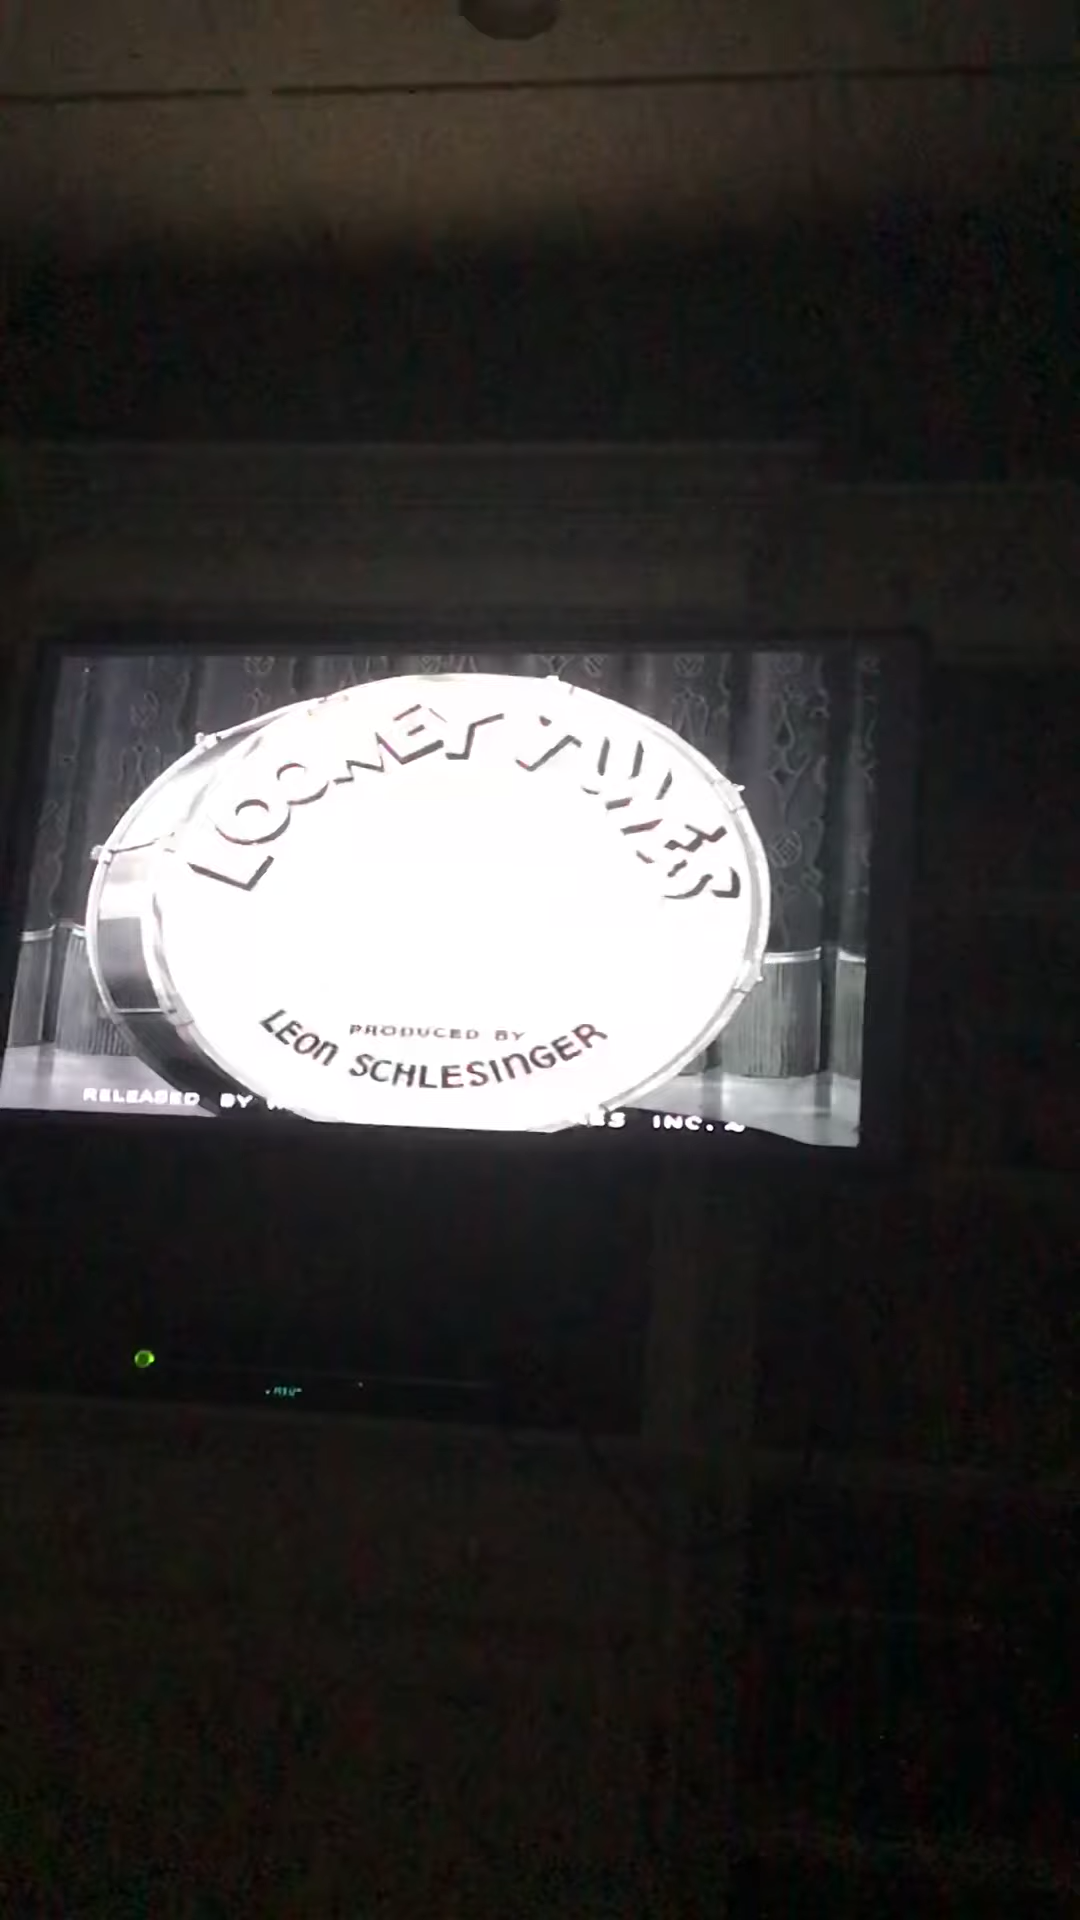 LOONEY TUNES
PRODUCED BY
LEON SCHLESINGER
RELEASED BY
INC.